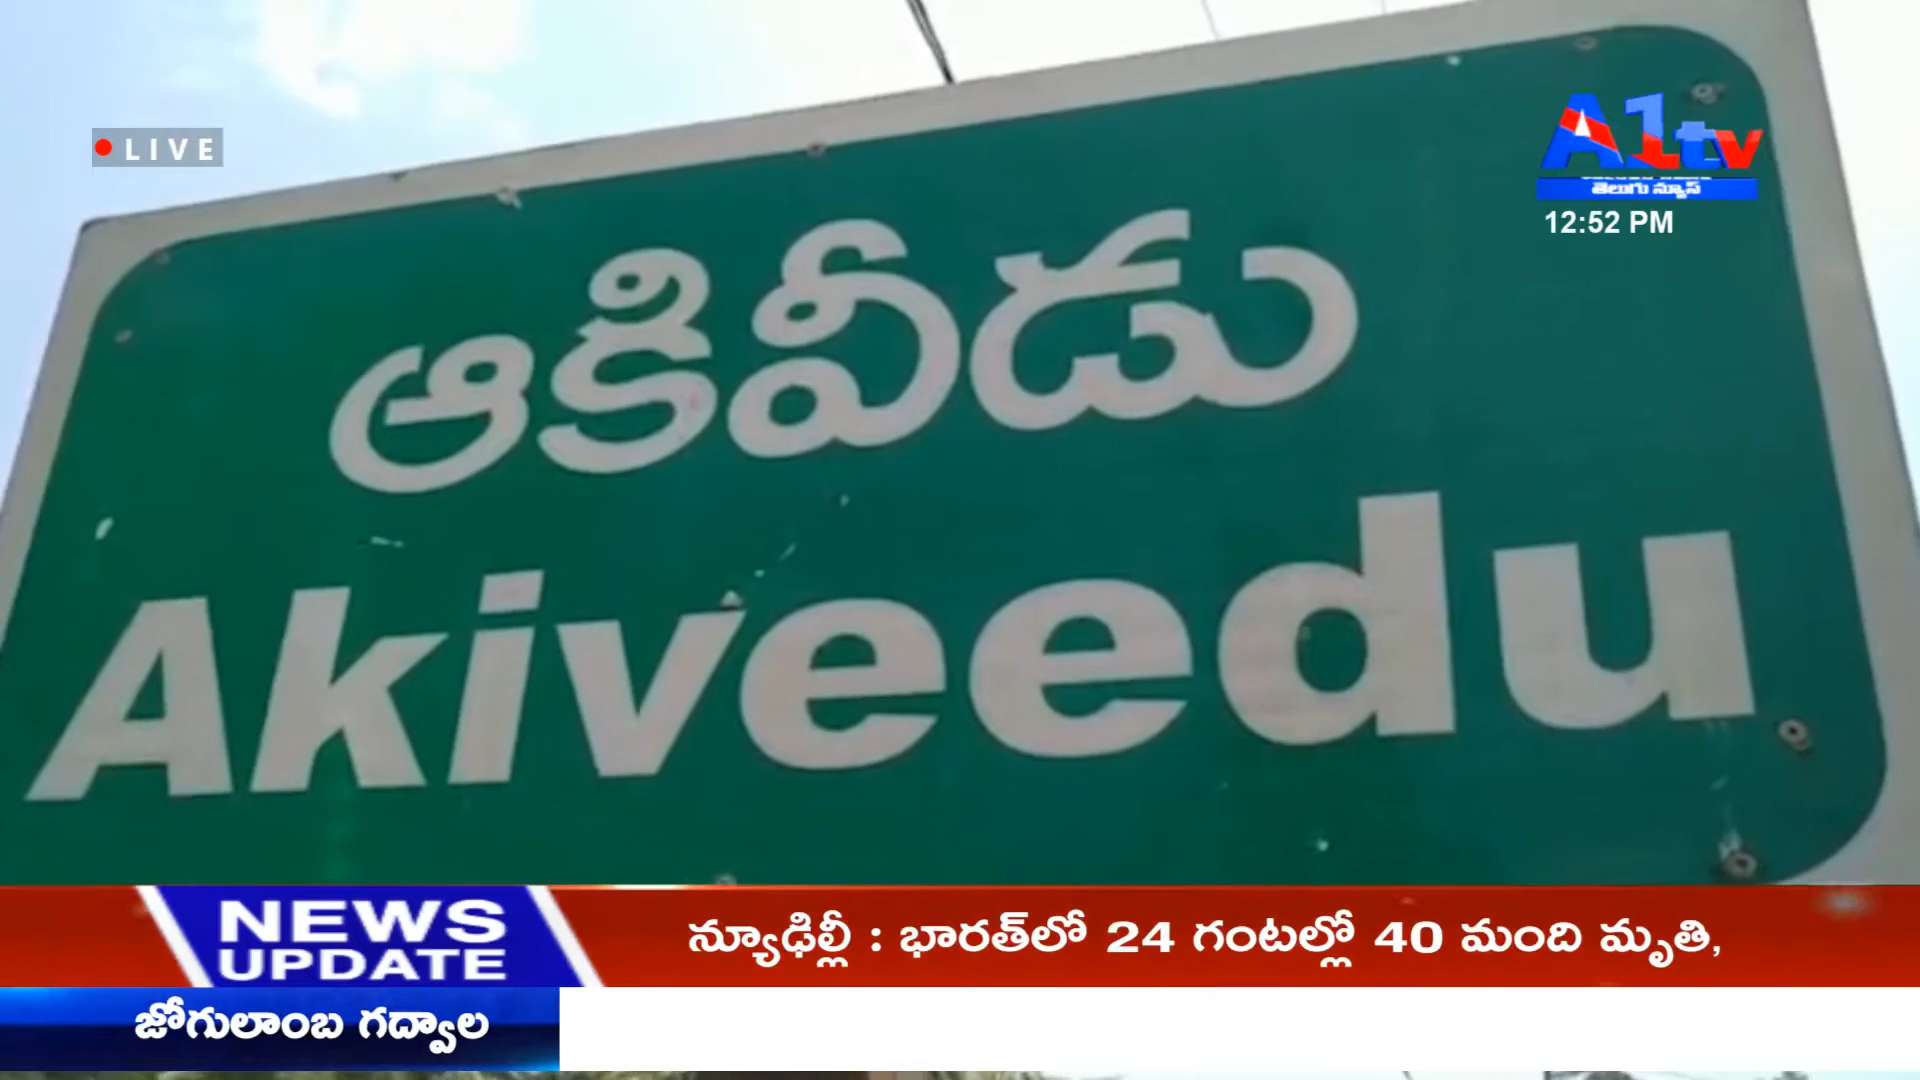 LIVE
A1tv
తెలుగు న్యూస్
12:52 PM
ఆకివీడు
Akiveedu
NEWS
UPDATE
న్యూఢిల్లీ : భారత్‌లో 24 గంటల్లో 40 మంది మృతి,
జోగులాంబ గద్వాల